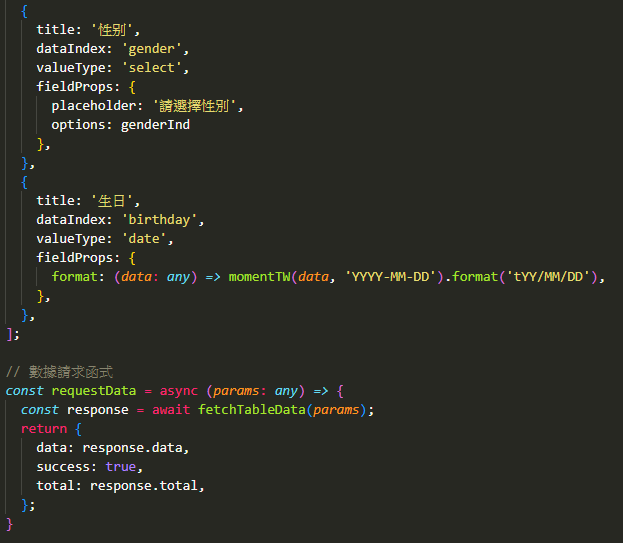 {
title: '性别',
dataIndex: 'gender',
valueType: 'select',
fieldProps: {
placeholder: '請選擇性別',
options: genderInd
},
},
{
title: '生日',
dataIndex: 'birthday',
valueType: 'date',
fieldProps: {
format: (data: any) => momentTW(data, 'YYYY-MM-DD').format('tYY/MM/DD'),
},
},
];
// 數據請求函式
const requestData = async (params: any) => {
const response = await fetchTableData(params);
return {
data: response.data,
success: true,
total: response.total,
};
}